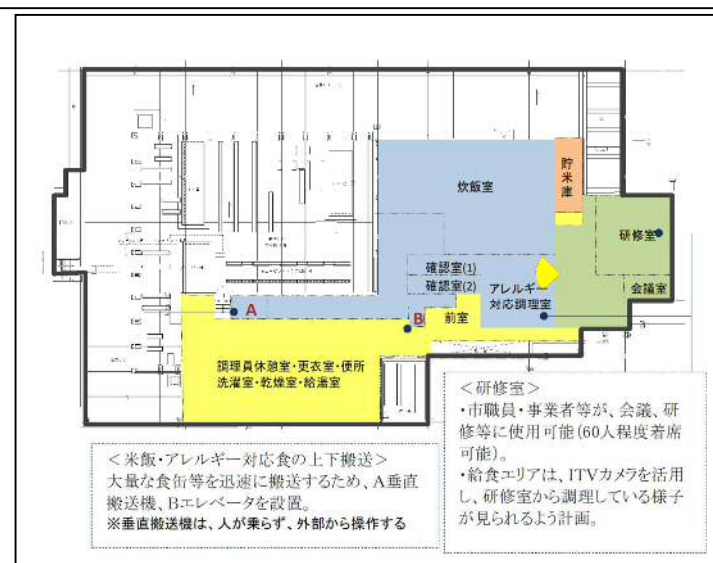 炊飯室
貯米庫
研修室
確認室(1)
確認室(2)
アレルギー
対応調理室
会議室
A
B
前室
調理員休憩室・更衣室・便所
洗濯室・乾燥室・給湯室
<研修室>
・市職員・事業者等が、会議、研
修等に使用可能(60人程度着席
可能)。
・給食エリアは、ITVカメラを活用
し、研修室から調理している様子
が見られるよう計画。
<米飯・アレルギー対応食の上下搬送>
大量な食缶等を迅速に搬送するため、A垂直
搬送機、Bエレベータを設置。
※垂直搬送機は、人が乗らず、外部から操作する